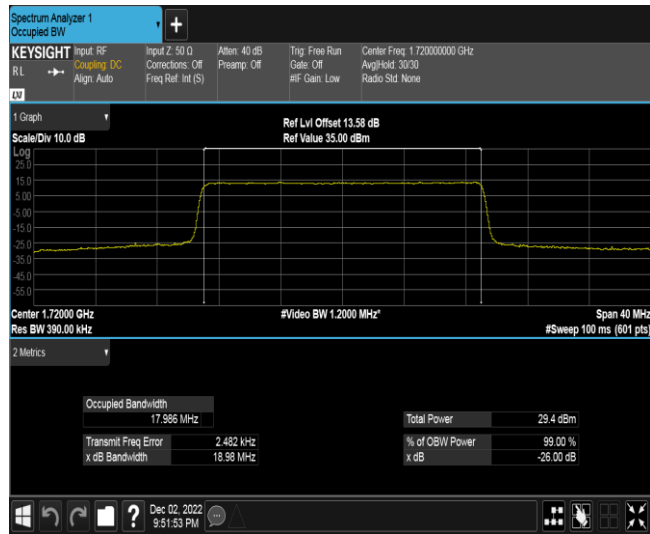 Spectrum Analyzer 1
Occupied BW
+
KEYSIGHT
RL
LXI
Input: RF
Coupling: DC
Align: Auto
Input Z: 50 Ω
Corrections: Off
Freq Ref: Int (S)
Atten: 40 dB
Preamp: Off
Trig: Free Run
Gate: Off
#IF Gain: Low
Center Freq: 1.720000000 GHz
Avg|Hold: 30/30
Radio Std: None
1 Graph
Scale/Div 10.0 dB
Ref Lvl Offset 13.58 dB
Ref Value 35.00 dBm
Log
25.0
15.0
5.00
-5.00
-15.0
-25.0
-35.0
-45.0
-55.0
Center 1.72000 GHz
Res BW 390.00 kHz
#Video BW 1.2000 MHz*
Span 40 MHz
#Sweep 100 ms (601 pts)
2 Metrics
Occupied Bandwidth
17.986 MHz
Transmit Freq Error 2.482 kHz
x dB Bandwidth 18.98 MHz
Total Power 29.4 dBm
% of OBW Power 99.00 %
x dB -26.00 dB
?
Dec 02, 2022
9:51:53 PM